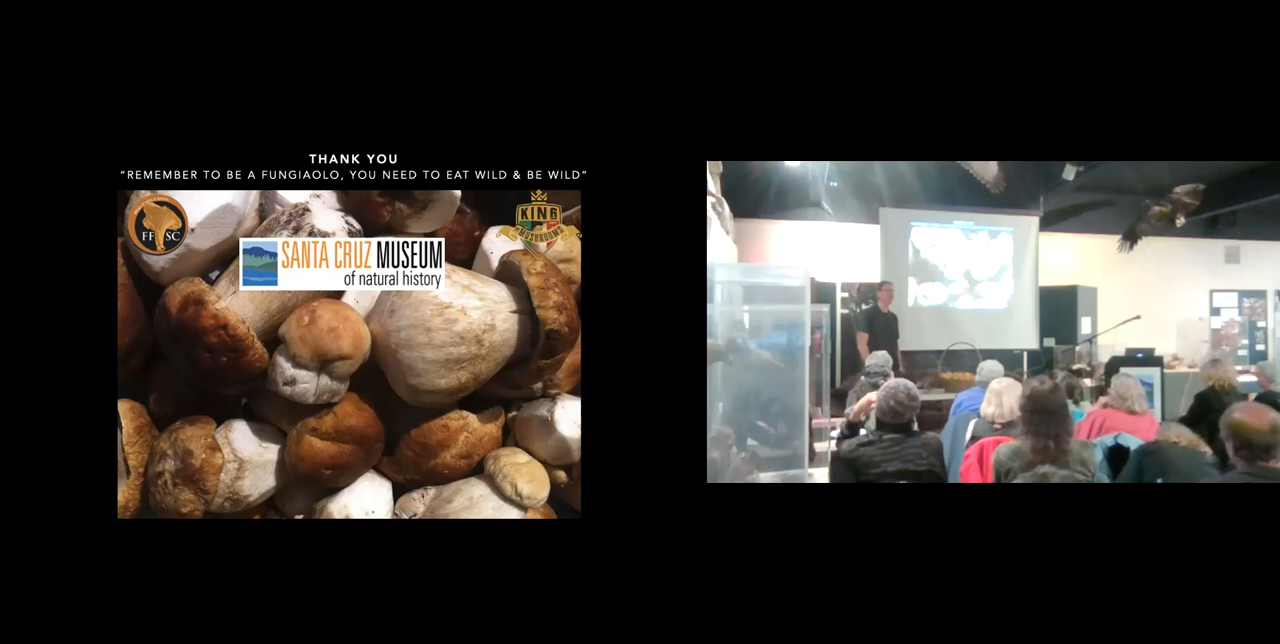 THANK YOU
“REMEMBER TO BE A FUNGIAOLO, YOU NEED TO EAT WILD & BE WILD”
FF SC
KING
MUSHROOMS
SANTA CRUZ MUSEUM
of natural history